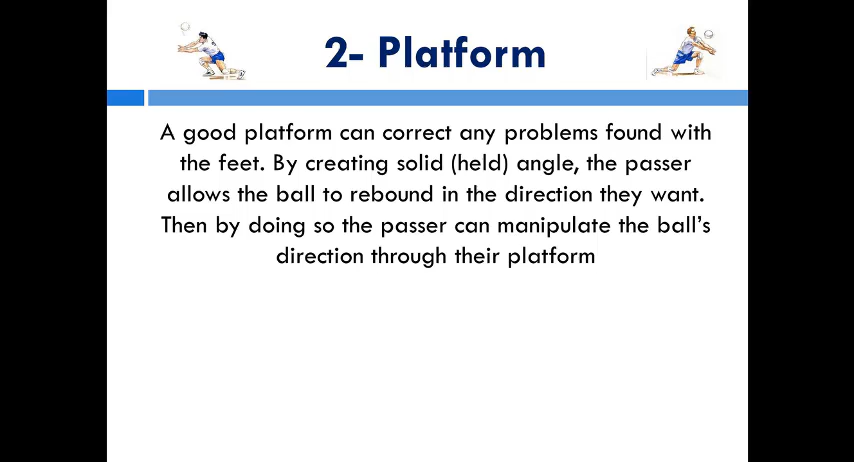 2- Platform
A good platform can correct any problems found with
the feet. By creating solid (held) angle, the passer
allows the ball to rebound in the direction they want.
Then by doing so the passer can manipulate the ball's
direction through their platform